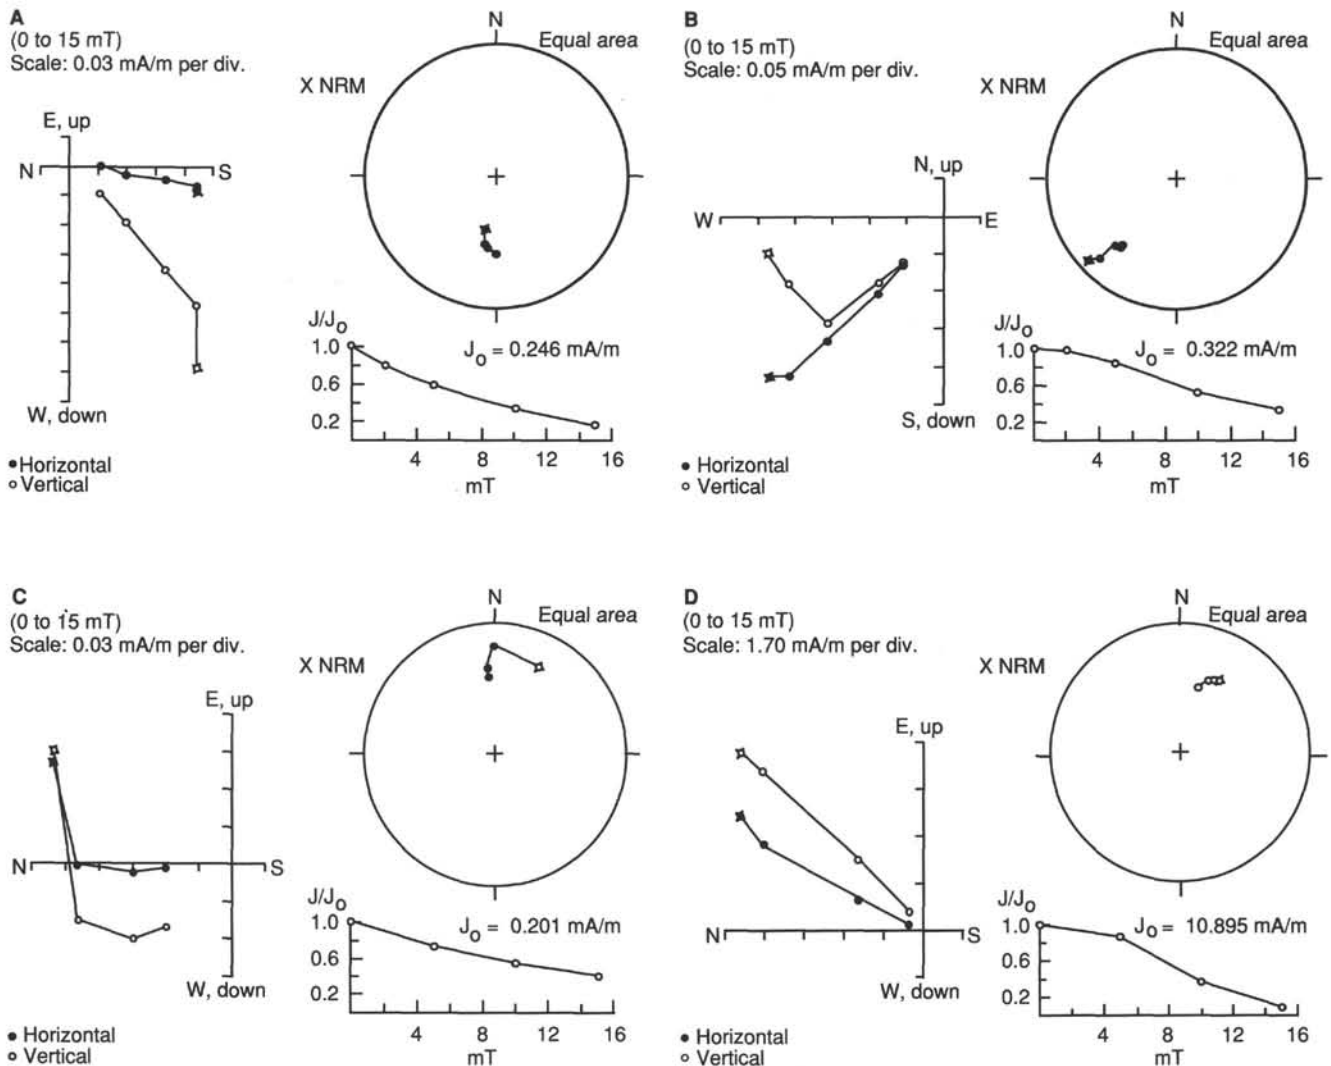 A
(0 to 15 mT)
Scale: 0.03 mA/m per div.
N
Equal area
X NRM
E, up
N
S
W, down
J/J0
1.0
0.6
0.2
J0 = 0.246 mA/m
4 8 12 16
mT
● Horizontal
○ Vertical
B
(0 to 15 mT)
Scale: 0.05 mA/m per div.
N
Equal area
X NRM
N, up
W
E
S, down
J/J0
1.0
0.6
0.2
J0 = 0.322 mA/m
4 8 12 16
mT
● Horizontal
○ Vertical
C
(0 to 15 mT)
Scale: 0.03 mA/m per div.
N
Equal area
X NRM
E, up
N
S
W, down
J/J0
1.0
0.6
0.2
J0 = 0.201 mA/m
4 8 12 16
mT
● Horizontal
○ Vertical
D
(0 to 15 mT)
Scale: 1.70 mA/m per div.
N
Equal area
X NRM
E, up
N
S
W, down
J/J0
1.0
0.6
0.2
J0 = 10.895 mA/m
4 8 12 16
mT
● Horizontal
○ Vertical